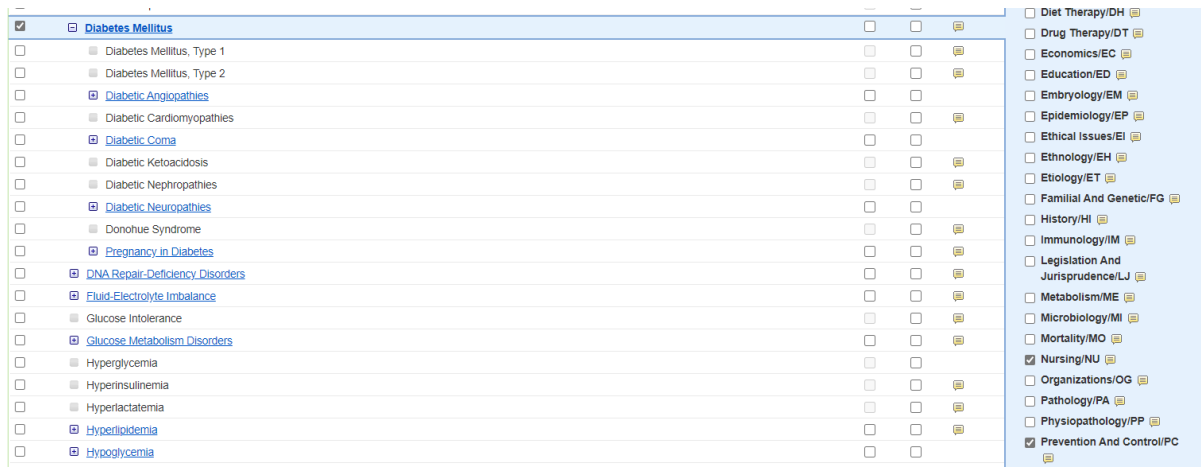 Diabetes Mellitus
Diabetes Mellitus, Type 1
Diabetes Mellitus, Type 2
Diabetic Angiopathies
Diabetic Cardiomyopathies
Diabetic Coma
Diabetic Ketoacidosis
Diabetic Nephropathies
Diabetic Neuropathies
Donohue Syndrome
Pregnancy in Diabetes
DNA Repair-Deficiency Disorders
Fluid-Electrolyte Imbalance
Glucose Intolerance
Glucose Metabolism Disorders
Hyperglycemia
Hyperinsulinemia
Hyperlactatemia
Hyperlipidemia
Hypoglycemia
Diet Therapy/DH
Drug Therapy/DT
Economics/EC
Education/ED
Embryology/EM
Epidemiology/EP
Ethical Issues/EI
Ethnology/EH
Etiology/ET
Familial And Genetic/FG
History/HI
Immunology/IM
Legislation And
Jurisprudence/LJ
Metabolism/ME
Microbiology/MI
Mortality/MO
Nursing/NU
Organizations/OG
Pathology/PA
Physiopathology/PP
Prevention And Control/PC